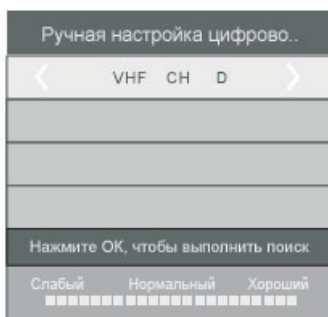 Ручная настройка цифрово..
VHF CH D
Нажмите ОК, чтобы выполнить поиск
Слабый Нормальный Хороший